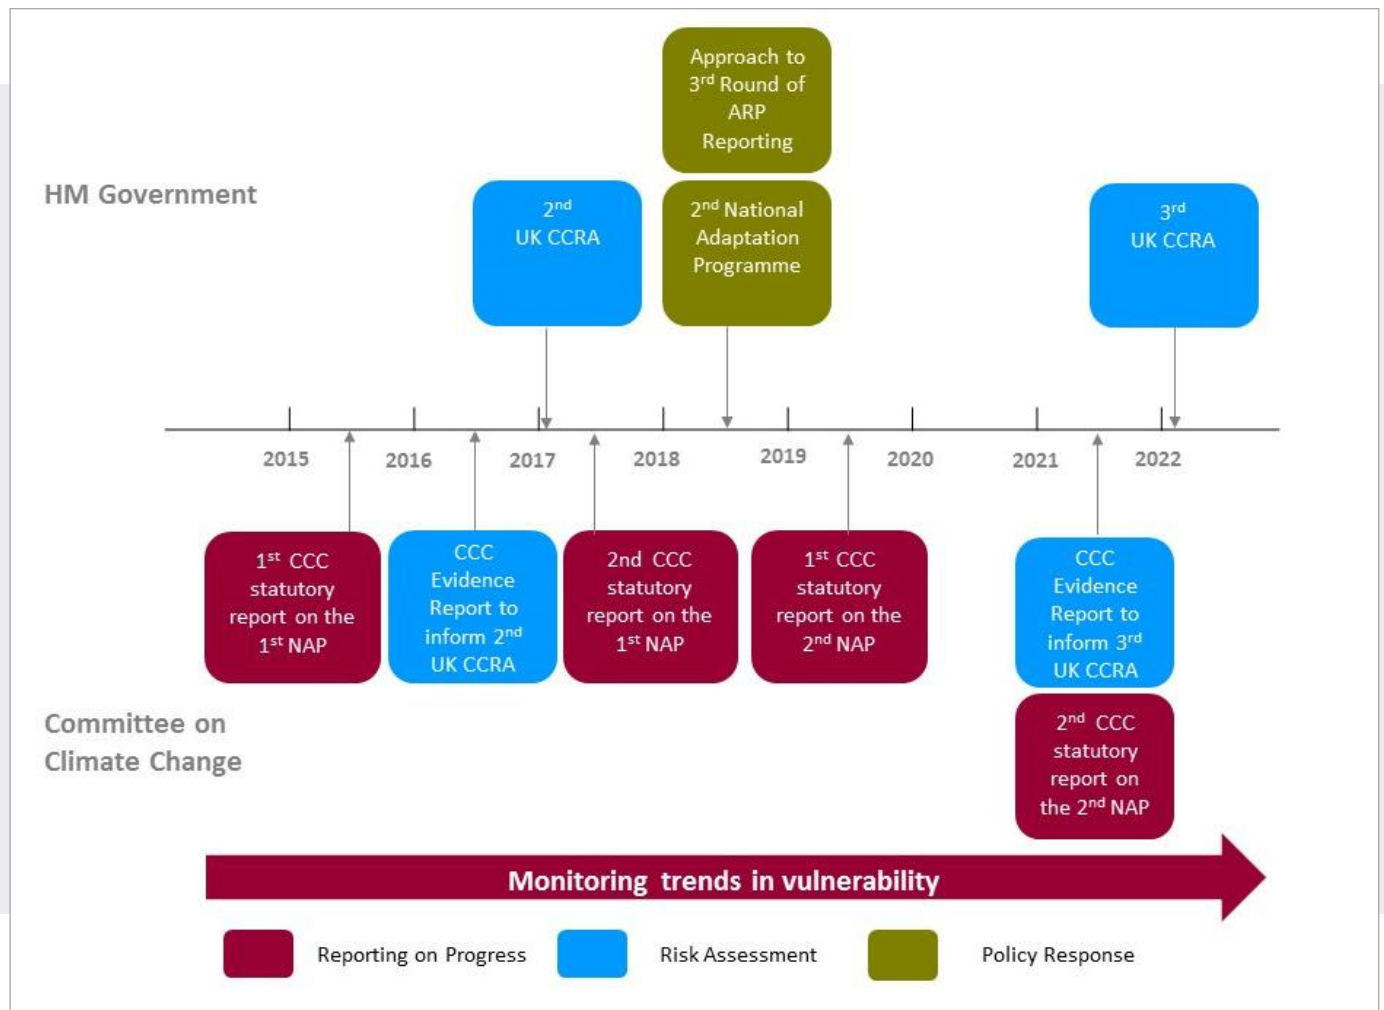 Approach to
3rd Round of
ARP
Reporting
HM Government
2nd
UK CCRA
2nd National
Adaptation
Programme
3rd
UK CCRA
2015
2016
2017
2018
2019
2020
2021
2022
1st CCC
statutory
report on the
1st NAP
CCC
Evidence
Report to
inform 2nd
UK CCRA
2nd CCC
statutory
report on the
1st NAP
1st CCC
statutory
report on the
2nd NAP
CCC
Evidence
Report to
inform 3rd
UK CCRA
Committee on
Climate Change
2nd CCC
statutory
report on
the 2nd NAP
Monitoring trends in vulnerability
Reporting on Progress
Risk Assessment
Policy Response